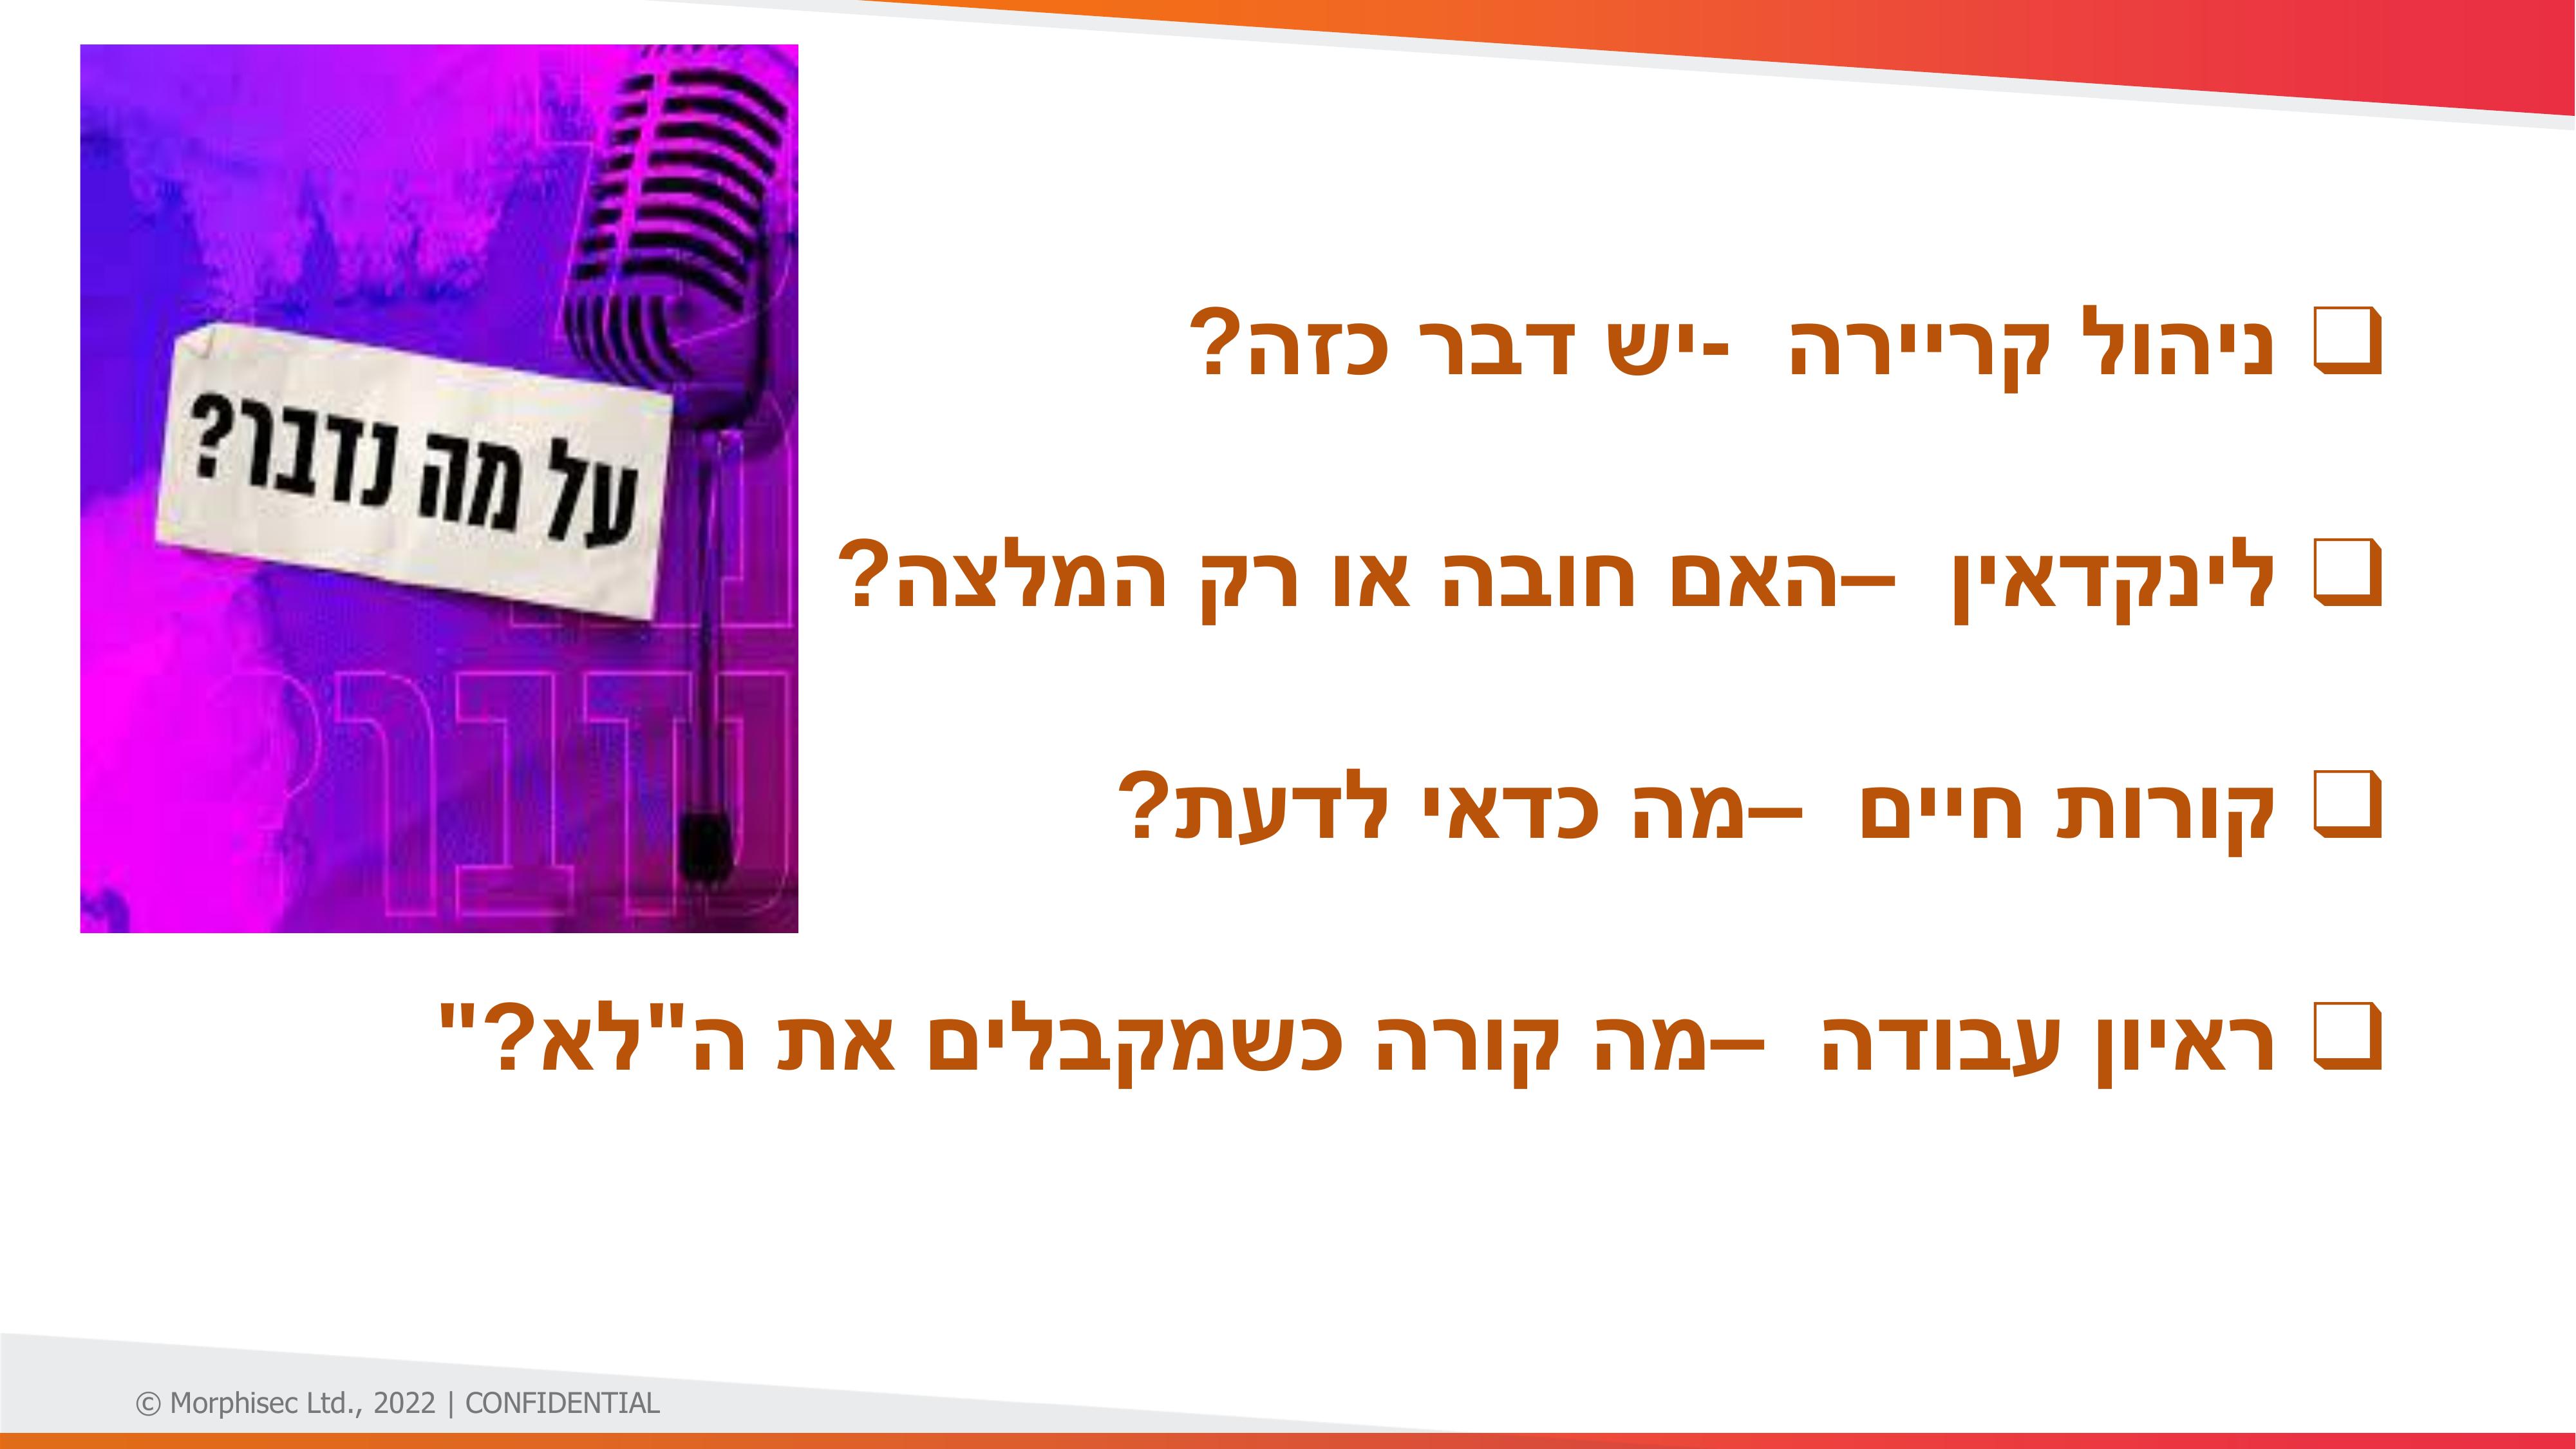 על מה נדבר?
❑ ניהול קריירה  -יש דבר כזה?
❑ לינקדאין  –האם חובה או רק המלצה?
❑ קורות חיים  –מה כדאי לדעת?
❑ ראיון עבודה  –מה קורה כשמקבלים את ה"לא?"
© Morphisec Ltd., 2022 | CONFIDENTIAL